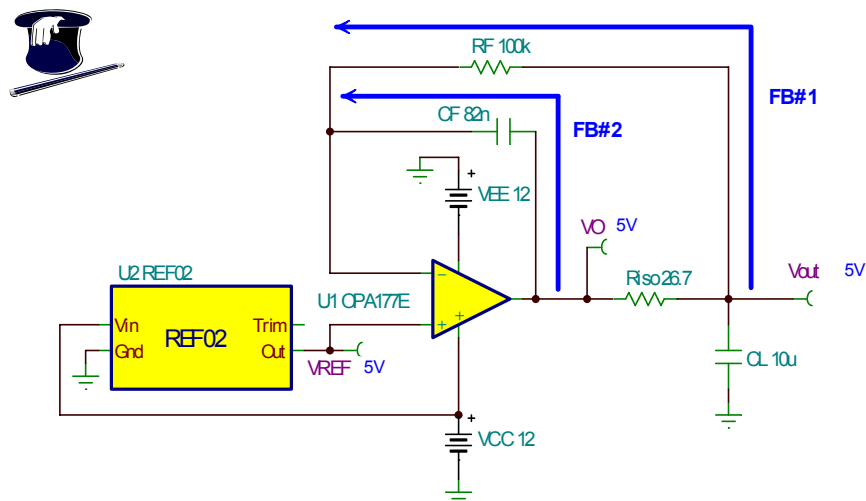 RF 100k
FB#1
CF 82n
FB#2
+
VEE 12
VO 5V
U2 REF02
Riso 26.7
Vout 5V
U1 OPA177E
−
+
+
Vin
Trim
REF02
Gnd
Out
VREF 5V
CL 10u
+
VCC 12